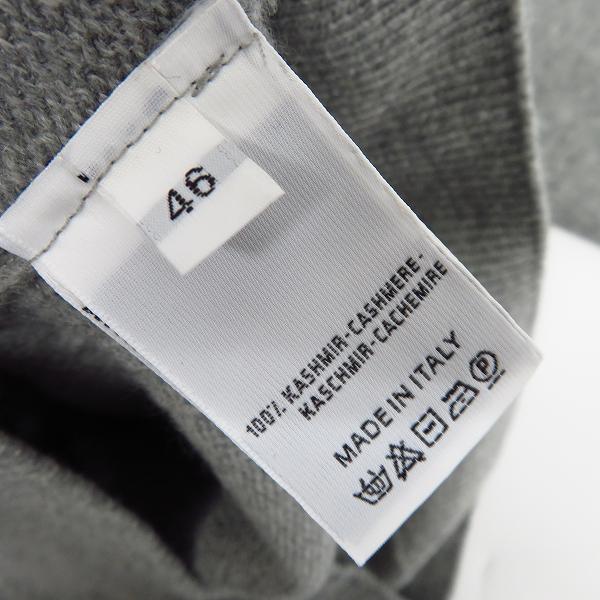 46
100% KASHMIR-CASHMERE-
KASCHMIR-CACHEMIRE
MADE IN ITALY
P